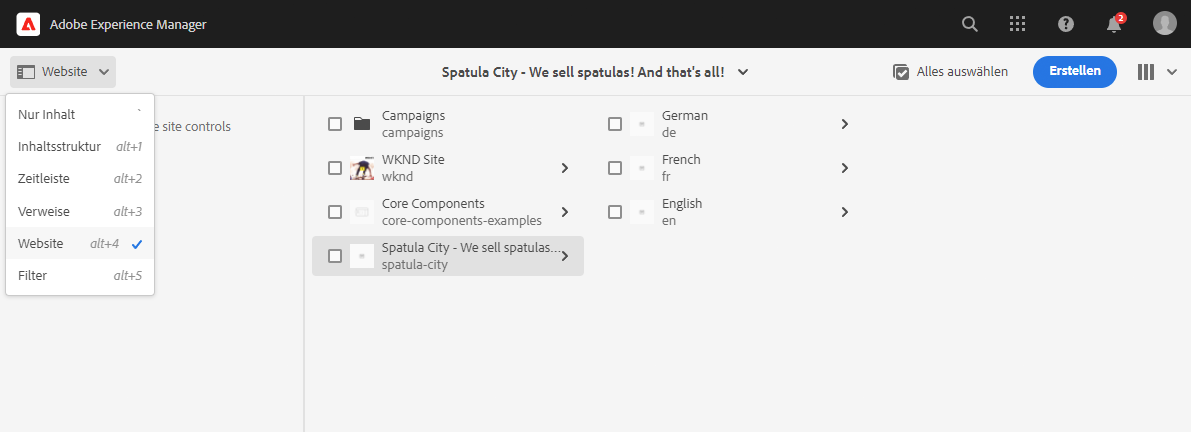 Adobe Experience Manager
2
Website
Spatula City - We sell spatulas! And that's all!
Alles auswählen
Erstellen
Nur Inhalt `
Inhaltsstruktur alt+1
Zeitleiste alt+2
Verweise alt+3
Website alt+4
Filter alt+5
e site controls
Campaigns
campaigns
WKND Site
wknd
Core Components
core-components-examples
Spatula City - We sell spatulas...
spatula-city
German
de
French
fr
English
en